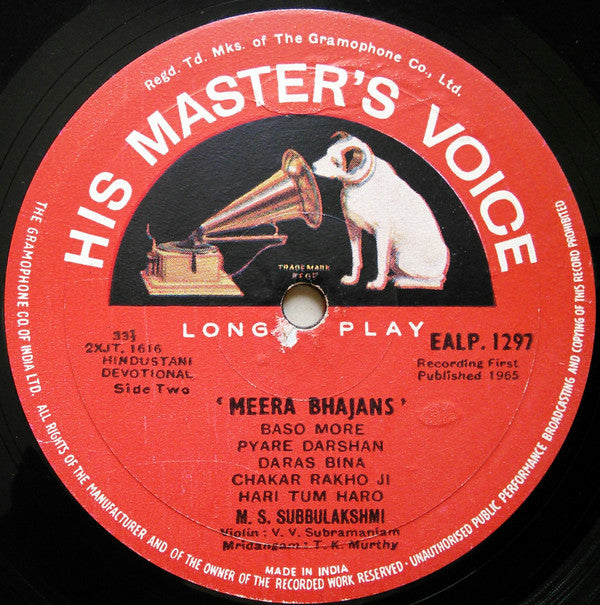 Regd. Td. Mks. of The Gramophone Co., Ltd.
HIS MASTER'S VOICE
TRADEMARK
REGD
LONG PLAY
33⅓
2XJT. 1616
HINDUSTANI
DEVOTIONAL
Side Two
EALP. 1297
Recording First
Published 1965
'MEERA BHAJANS'
BASO MORE
PYARE DARSHAN
DARAS BINA
CHAKAR RAKHO JI
HARI TUM HARO
M. S. SUBBULAKSHMI
Violin : V. V. Subramaniam
Mridangam : T. K. Murthy
MADE IN INDIA
THE GRAMOPHONE CO. OF INDIA LTD. ALL RIGHTS OF THE MANUFACTURER AND OF THE OWNER OF THE RECORDED WORK RESERVED · UNAUTHORISED PUBLIC PERFORMANCE BROADCASTING AND COPYING OF THIS RECORD PROHIBITED